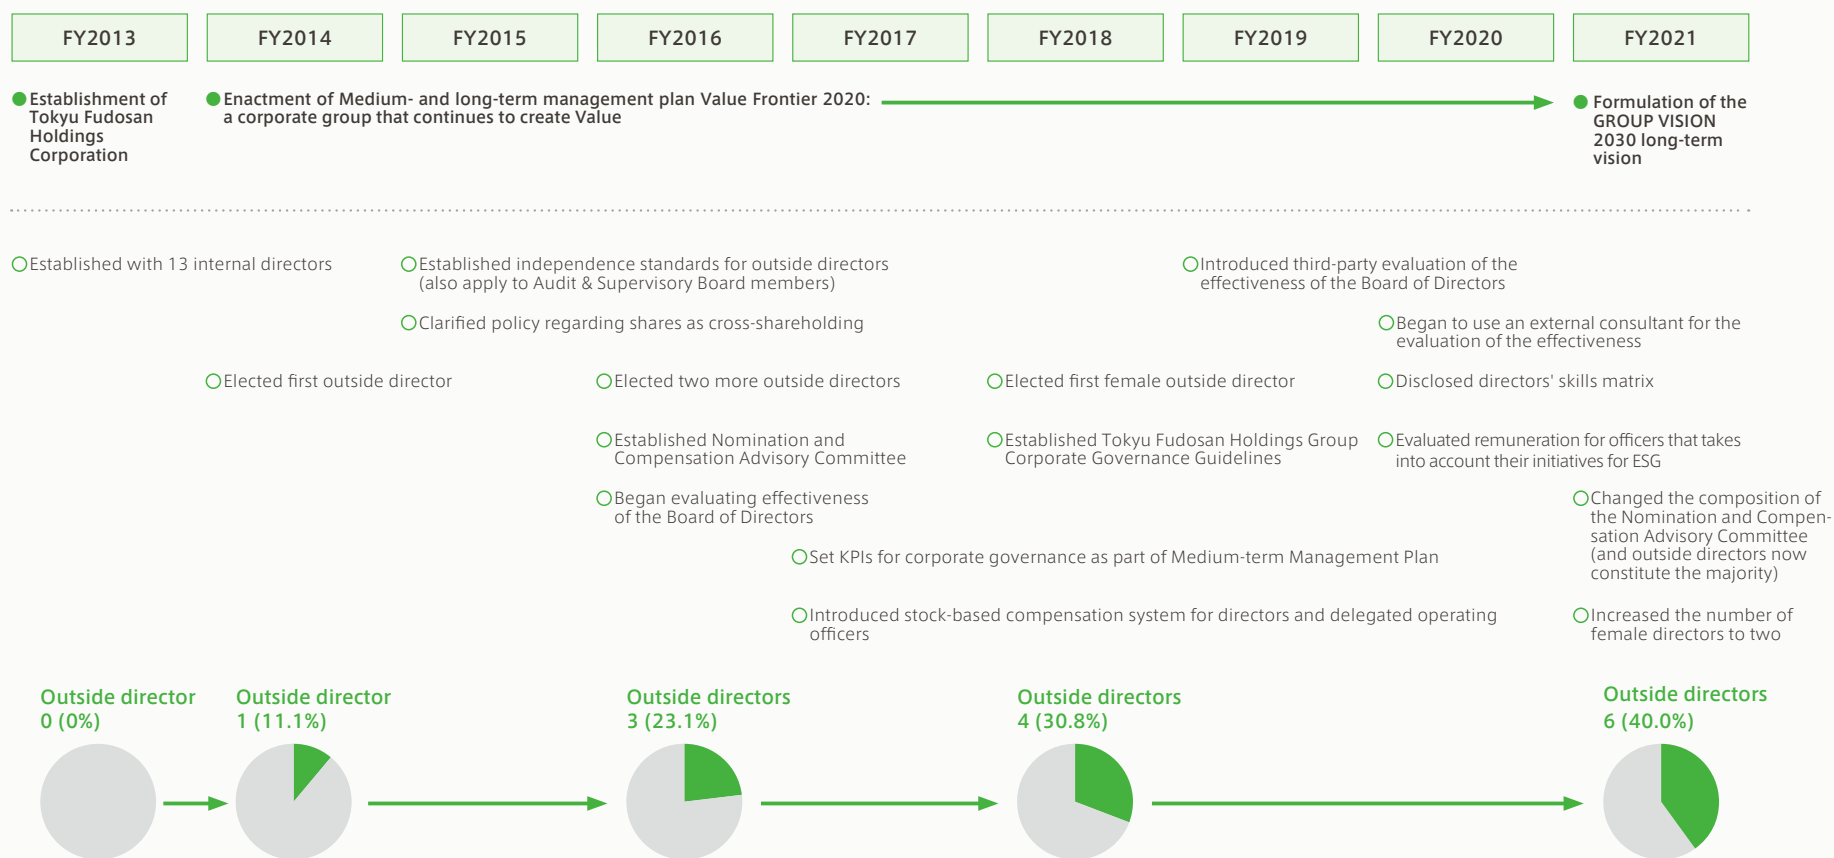 FY2013
FY2014
FY2015
FY2016
FY2017
FY2018
FY2019
FY2020
FY2021
Establishment of
Tokyu Fudosan
Holdings
Corporation
Enactment of Medium- and long-term management plan Value Frontier 2020:
a corporate group that continues to create Value
Formulation of the
GROUP VISION
2030 long-term
vision
Established with 13 internal directors
Established independence standards for outside directors
(also apply to Audit & Supervisory Board members)
Introduced third-party evaluation of the
effectiveness of the Board of Directors
Clarified policy regarding shares as cross-shareholding
Began to use an external consultant for the
evaluation of the effectiveness
Elected first outside director
Elected two more outside directors
Elected first female outside director
Disclosed directors' skills matrix
Established Nomination and
Compensation Advisory Committee
Established Tokyu Fudosan Holdings Group
Corporate Governance Guidelines
Evaluated remuneration for officers that takes
into account their initiatives for ESG
Began evaluating effectiveness
of the Board of Directors
Changed the composition of
the Nomination and Compen-
sation Advisory Committee
(and outside directors now
constitute the majority)
Set KPIs for corporate governance as part of Medium-term Management Plan
Introduced stock-based compensation system for directors and delegated operating
officers
Increased the number of
female directors to two
Outside director
0 (0%)
Outside director
1 (11.1%)
Outside directors
3 (23.1%)
Outside directors
4 (30.8%)
Outside directors
6 (40.0%)